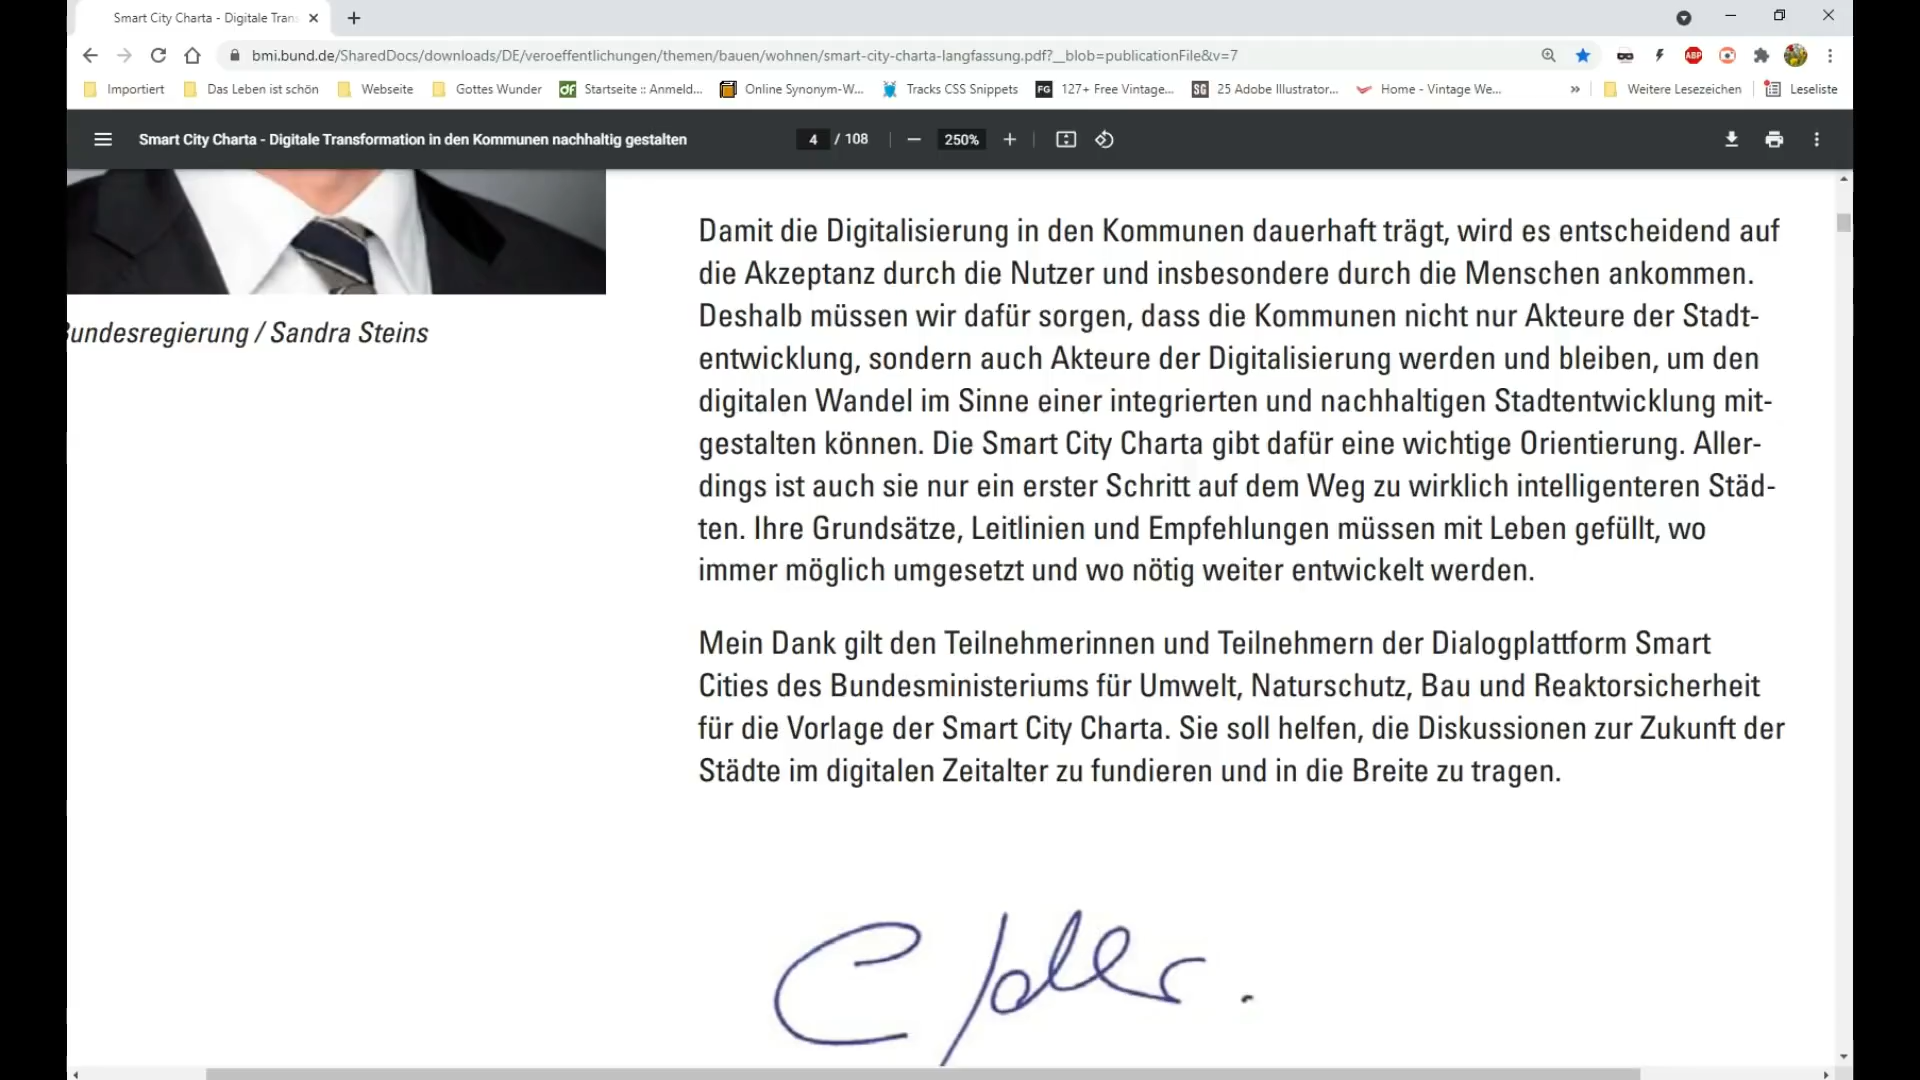 Smart City Charta - Digitale Tran
bmi.bund.de/SharedDocs/downloads/DE/veroeffentlichungen/themen/bauen/wohnen/smart-city-charta-langfassung.pdf?__blob=publicationFile&v=7
ABP
Importiert Das Leben ist schön Webseite Gottes Wunder df Startseite :: Anmeld... Online Synonym-W... Tracks CSS Snippets FG 127+ Free Vintage... SG 25 Adobe Illustrator... Home - Vintage We... » Weitere Lesezeichen Leseliste
Smart City Charta - Digitale Transformation in den Kommunen nachhaltig gestalten 4 / 108 250%
Damit die Digitalisierung in den Kommunen dauerhaft trägt, wird es entscheidend auf
die Akzeptanz durch die Nutzer und insbesondere durch die Menschen ankommen.
Deshalb müssen wir dafür sorgen, dass die Kommunen nicht nur Akteure der Stadt-
entwicklung, sondern auch Akteure der Digitalisierung werden und bleiben, um den
digitalen Wandel im Sinne einer integrierten und nachhaltigen Stadtentwicklung mit-
gestalten können. Die Smart City Charta gibt dafür eine wichtige Orientierung. Aller-
dings ist auch sie nur ein erster Schritt auf dem Weg zu wirklich intelligenteren Städ-
ten. Ihre Grundsätze, Leitlinien und Empfehlungen müssen mit Leben gefüllt, wo
immer möglich umgesetzt und wo nötig weiter entwickelt werden.
Mein Dank gilt den Teilnehmerinnen und Teilnehmern der Dialogplattform Smart
Cities des Bundesministeriums für Umwelt, Naturschutz, Bau und Reaktorsicherheit
für die Vorlage der Smart City Charta. Sie soll helfen, die Diskussionen zur Zukunft der
Städte im digitalen Zeitalter zu fundieren und in die Breite zu tragen.
Bundesregierung / Sandra Steins